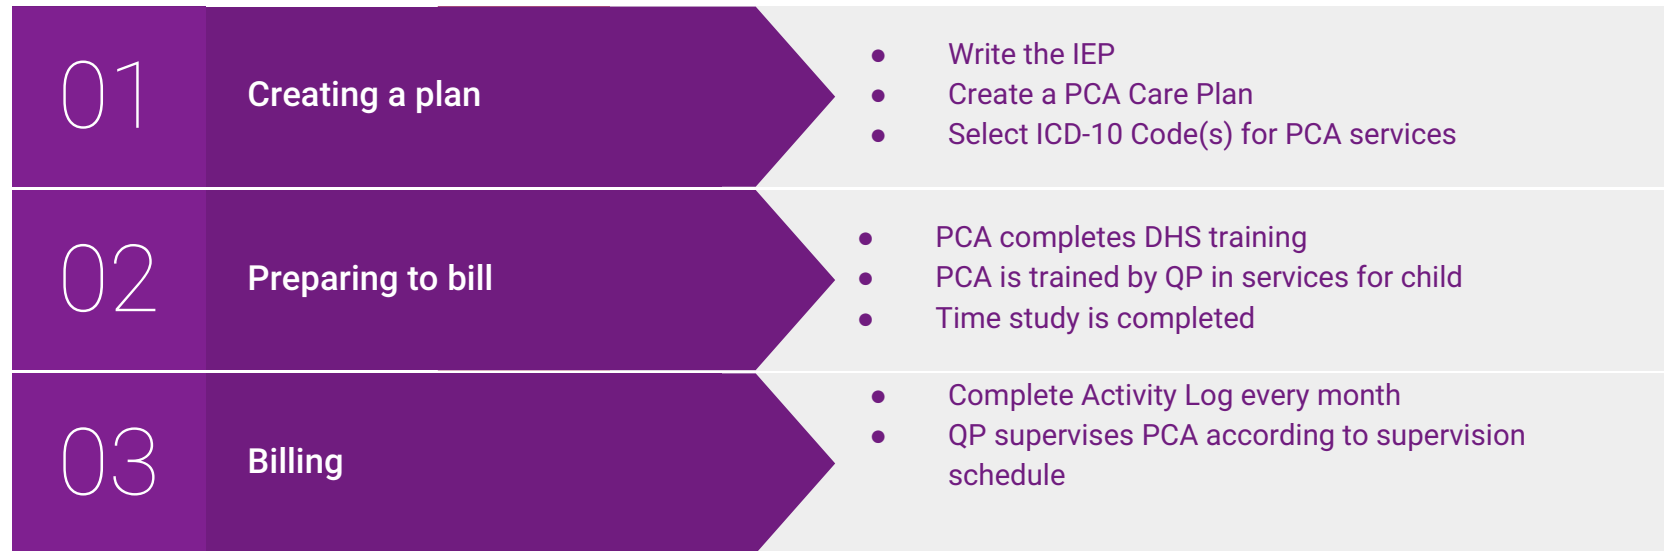 01
Creating a plan
● Write the IEP
● Create a PCA Care Plan
● Select ICD-10 Code(s) for PCA services
02
Preparing to bill
● PCA completes DHS training
● PCA is trained by QP in services for child
● Time study is completed
03
Billing
● Complete Activity Log every month
● QP supervises PCA according to supervision
schedule